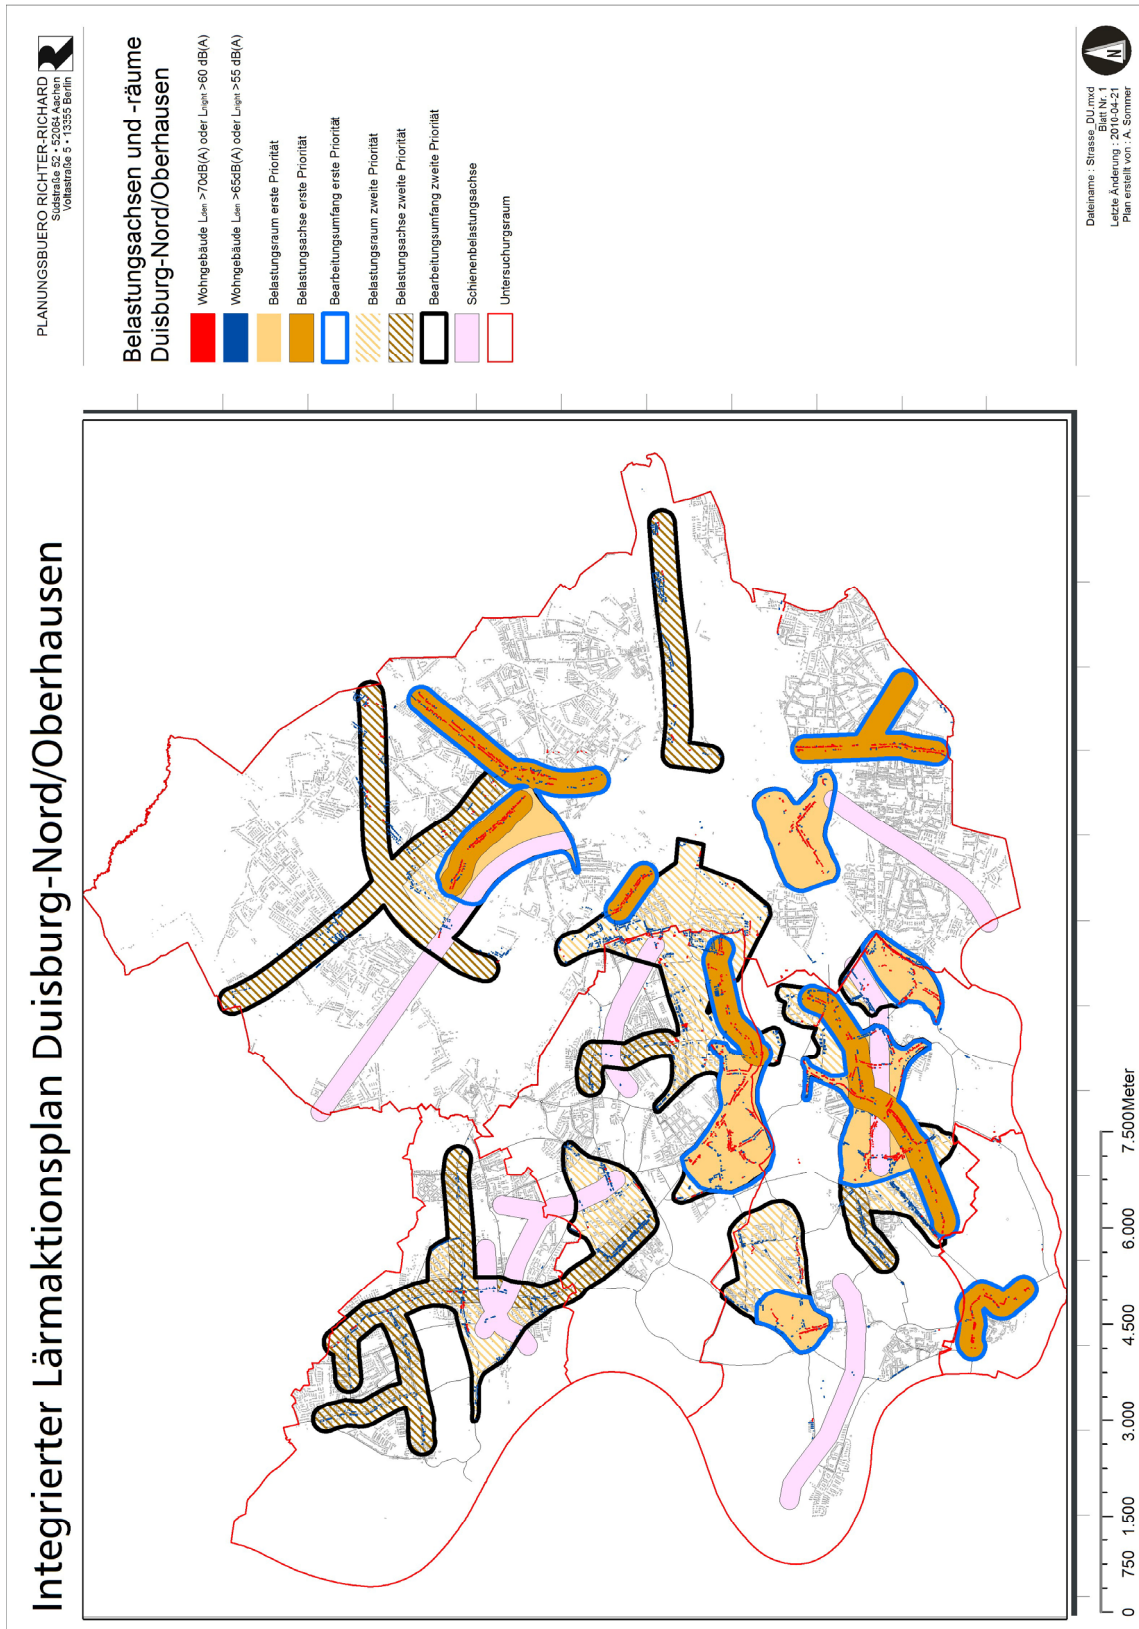 Integrierter Lärmaktionsplan Duisburg-Nord/Oberhausen
PLANUNGSBUERO RICHTER-RICHARD
Südstraße 52 • 52064 Aachen
Voltastraße 5 • 13355 Berlin
R
Belastungsachsen und -räume
Duisburg-Nord/Oberhausen
Wohngebäude Lden >70dB(A) oder Lnight >60 dB(A)
Wohngebäude Lden >65dB(A) oder Lnight >55 dB(A)
Belastungsraum erste Priorität
Belastungsachse erste Priorität
Bearbeitungsumfang erste Priorität
Belastungsraum zweite Priorität
Belastungsachse zweite Priorität
Bearbeitungsumfang zweite Priorität
Schienenbelastungsachse
Untersuchungsraum
0 750 1.500 3.000 4.500 6.000 7.500Meter
N
Dateiname : Strasse_DU.mxd
Blatt Nr. 1
Letzte Änderung : 2010-04-21
Plan erstellt von : A. Sommer